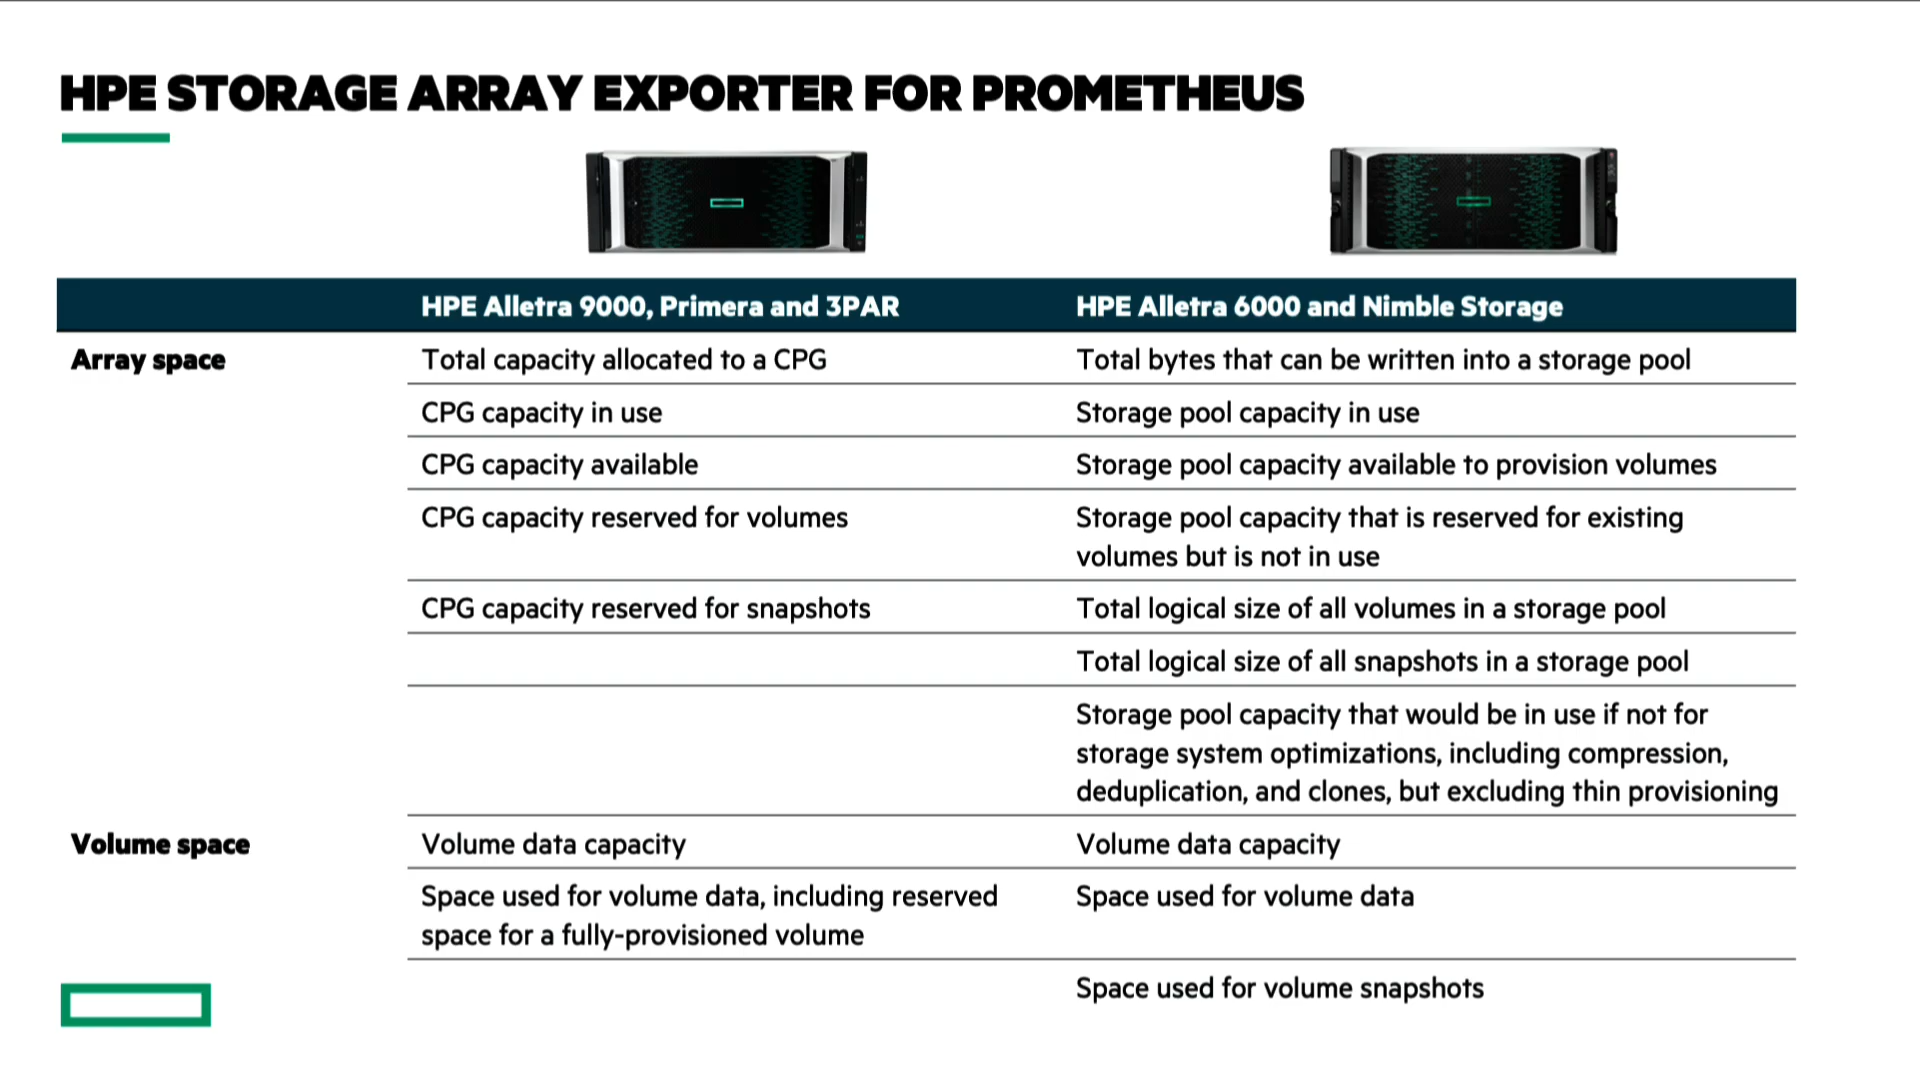 HPE STORAGE ARRAY EXPORTER FOR PROMETHEUS
HPE Alletra 9000, Primera and 3PAR
HPE Alletra 6000 and Nimble Storage
Array space
Total capacity allocated to a CPG
Total bytes that can be written into a storage pool
CPG capacity in use
Storage pool capacity in use
CPG capacity available
Storage pool capacity available to provision volumes
CPG capacity reserved for volumes
Storage pool capacity that is reserved for existing
volumes but is not in use
CPG capacity reserved for snapshots
Total logical size of all volumes in a storage pool
Total logical size of all snapshots in a storage pool
Storage pool capacity that would be in use if not for
storage system optimizations, including compression,
deduplication, and clones, but excluding thin provisioning
Volume space
Volume data capacity
Volume data capacity
Space used for volume data, including reserved
space for a fully-provisioned volume
Space used for volume data
Space used for volume snapshots